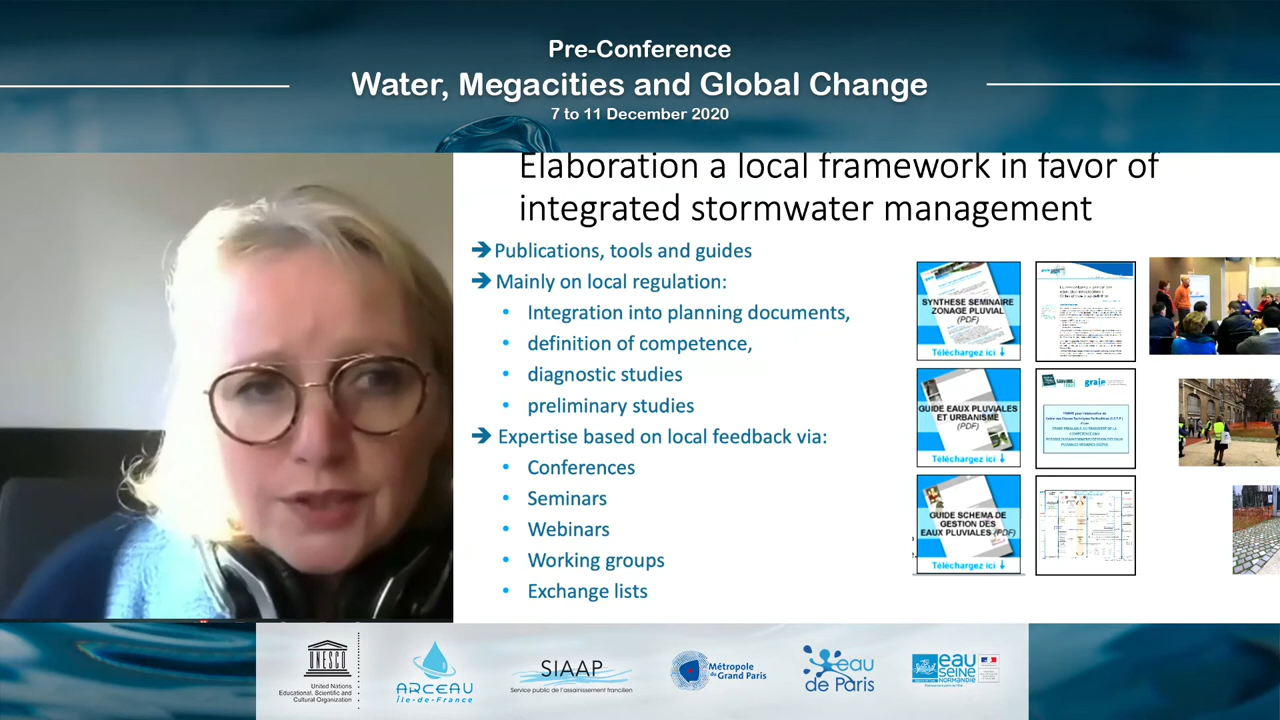 Pre-Conference
Water, Megacities and Global Change
7 to 11 December 2020
Elaboration a local framework in favor of
integrated stormwater management
➔ Publications, tools and guides
➔ Mainly on local regulation:
• Integration into planning documents,
• definition of competence,
• diagnostic studies
• preliminary studies
➔ Expertise based on local feedback via:
• Conferences
• Seminars
• Webinars
• Working groups
• Exchange lists
SYNTHESE SEMINAIRE
ZONAGE PLUVIAL
(PDF)
Téléchargez ici ↓
GUIDE EAUX PLUVIALES
ET URBANISME
(PDF)
Téléchargez ici ↓
graie
GUIDE SCHEMA DE
GESTION DES
EAUX PLUVIALES (PDF)
Téléchargez ici ↓
UNESCO
United Nations
Educational, Scientific and
Cultural Organization
ARCEAU
Île-de-France
SIAAP
Service public de l'assainissement francilien
Métropole
du Grand Paris
eau
de Paris
eau
SEINE
NORMANDIE